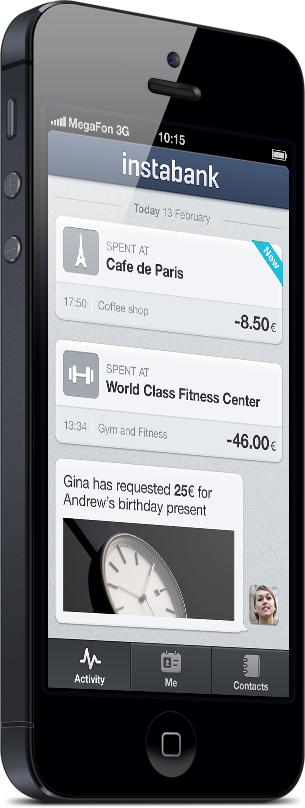 MegaFon 3G 10:15
instabank
Today 13 February
SPENT AT
Cafe de Paris
New
17:50 Coffee shop
-8.50€
SPENT AT
World Class Fitness Center
13:34 Gym and Fitness
-46.00€
Gina has requested 25€ for
Andrew's birthday present
Activity
Me
Contacts